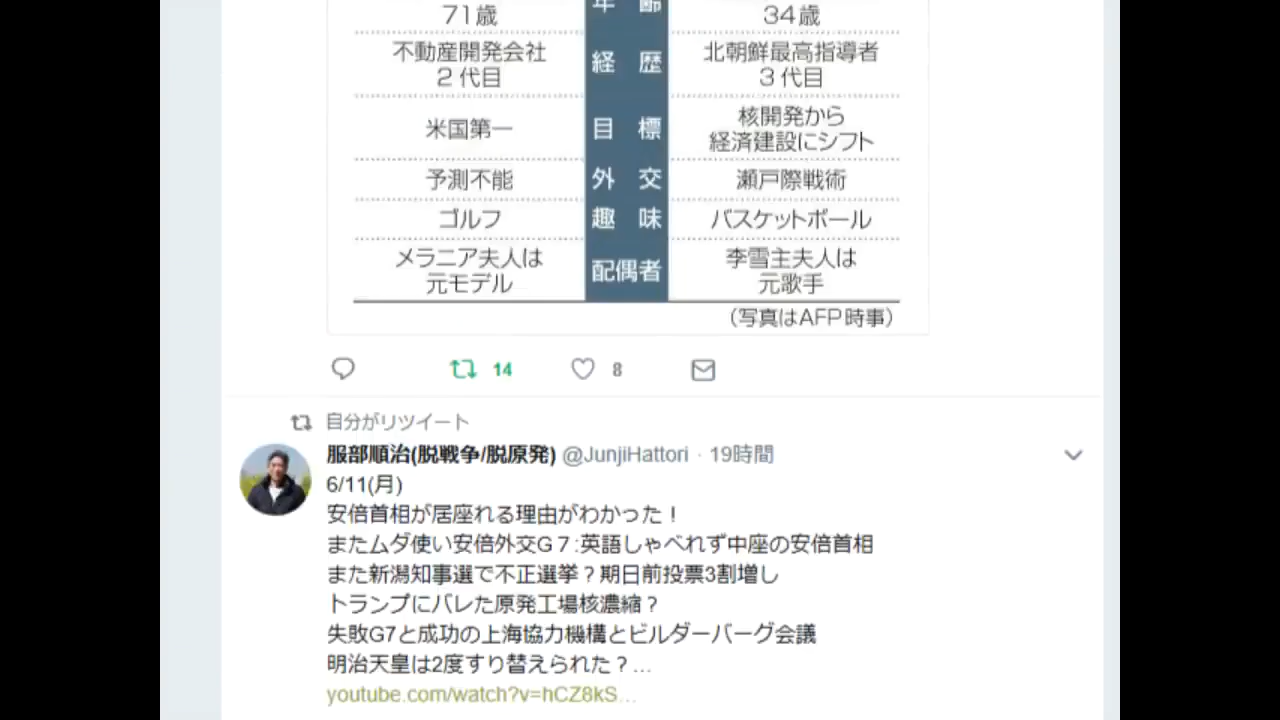 年 齢
71歳
34歳
不動産開発会社
2代目
経 歴
北朝鮮最高指導者
3代目
米国第一
目 標
核開発から
経済建設にシフト
予測不能
外 交
瀬戸際戦術
ゴルフ
趣 味
バスケットボール
メラニア夫人は
元モデル
配偶者
李雪主夫人は
元歌手
(写真はAFP時事)
14
8
自分がリツイート
服部順治(脱戦争/脱原発) @JunjiHattori · 19時間
6/11(月)
安倍首相が居座れる理由がわかった!
またムダ使い安倍外交G7:英語しゃべれず中座の安倍首相
また新潟知事選で不正選挙?期日前投票3割増し
トランプにバレた原発工場核濃縮?
失敗G7と成功の上海協力機構とビルダーバーグ会議
明治天皇は2度すり替えられた?…
youtube.com/watch?v=hCZ8kS…